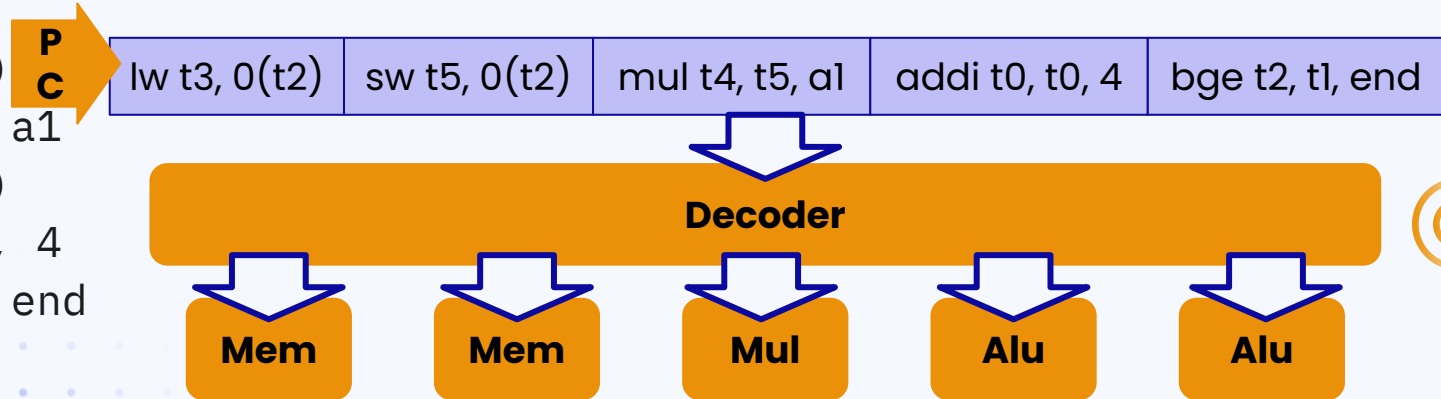 P
C
lw t3, 0(t2)
sw t5, 0(t2)
mul t4, t5, a1
addi t0, t0, 4
bge t2, t1, end
)
a1
)
, 4
end
Decoder
Mem
Mem
Mul
Alu
Alu